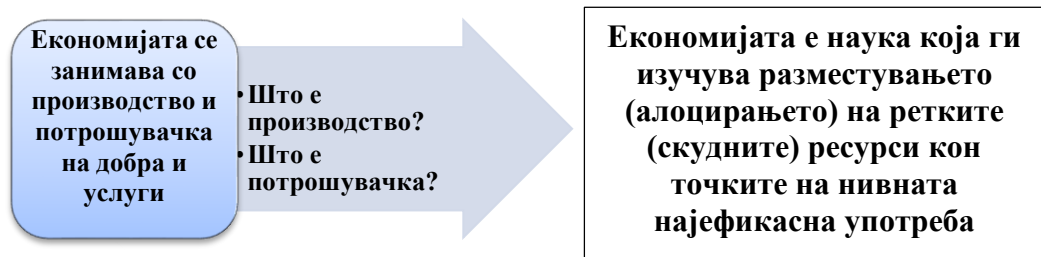 Економијата се
занимава со
производство и
потрошувачка
на добра и
услуги
• Што е
производство?
• Што е
потрошувачка?
Економијата е наука која ги
изучува разместувањето
(алоцирањето) на ретките
(скудните) ресурси кон
точките на нивната
најефикасна употреба